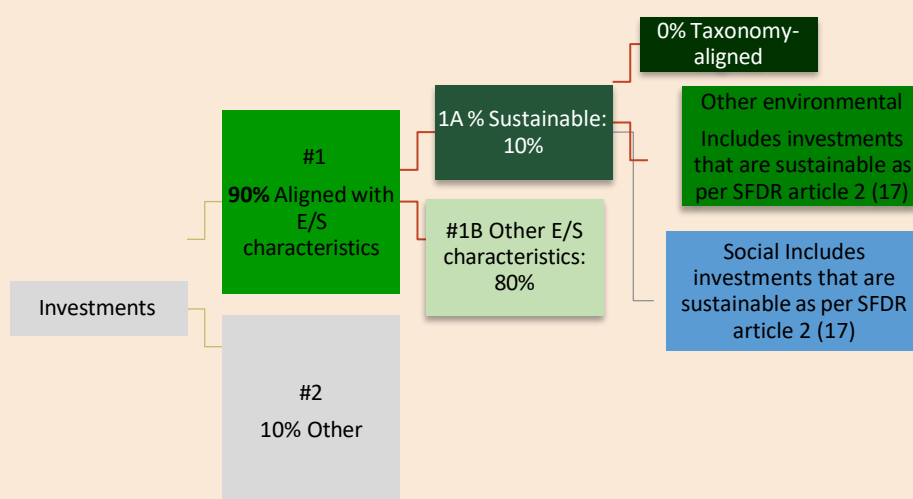 Investments
#1
90% Aligned with
E/S
characteristics
#2
10% Other
1A % Sustainable:
10%
#1B Other E/S
characteristics:
80%
0% Taxonomy-
aligned
Other environmental
Includes investments
that are sustainable as
per SFDR article 2 (17)
Social Includes
investments that are
sustainable as per SFDR
article 2 (17)